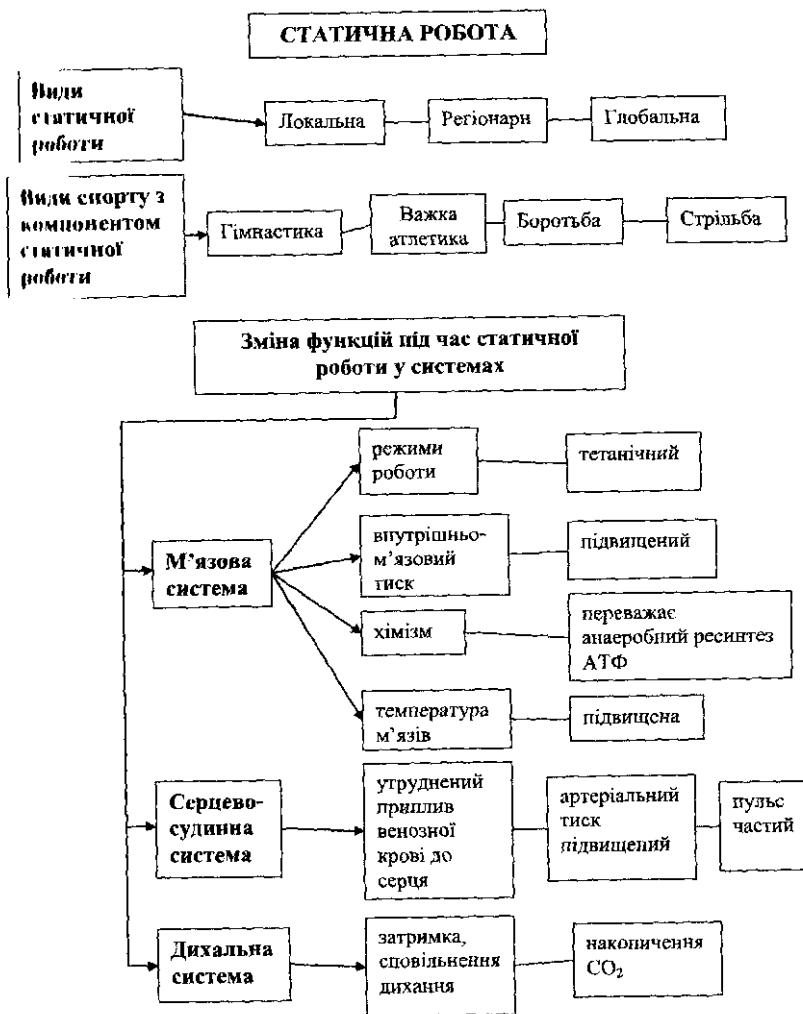 СТАТИЧНА РОБОТА
Види
статичної
роботи
Локальна
Регіонарн
Глобальна
Види спорту з
компонентом
статичної
роботи
Гімнастика
Важка
атлетика
Боротьба
Стрільба
Зміна функцій під час статичної
роботи у системах
М’язова
система
режими
роботи
тетанічний
внутрішньо-
м’язовий
тиск
підвищений
хімізм
переважає
анаеробний ресинтез
АТФ
температура
м’язів
підвищена
Серцево-
судинна
система
утруднений
приплив
венозної
крові до
серця
артеріальний
тиск
підвищений
пульс
частий
Дихальна
система
затримка,
сповільнення
дихання
накопичення
CO₂